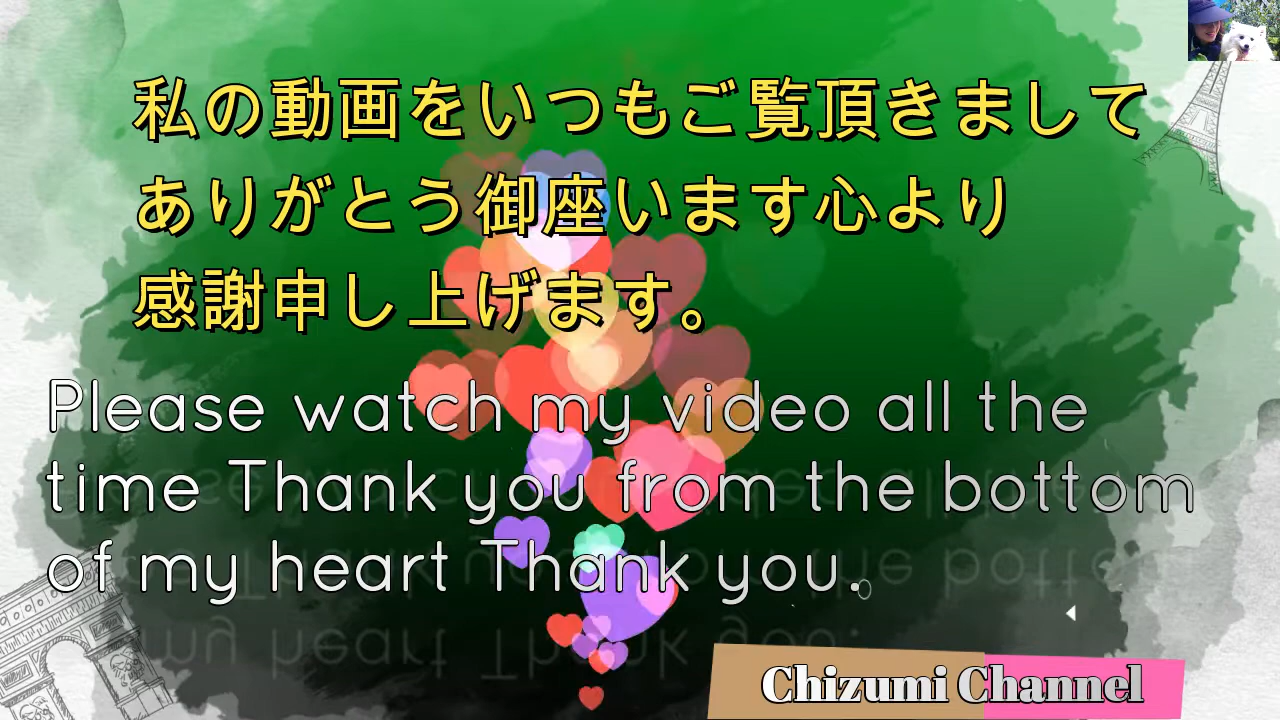 私の動画をいつもご覧頂きまして
ありがとう御座います心より
感謝申し上げます。
Please watch my video all the
time Thank you from the bottom
of my heart Thank you.
Chizumi Channel